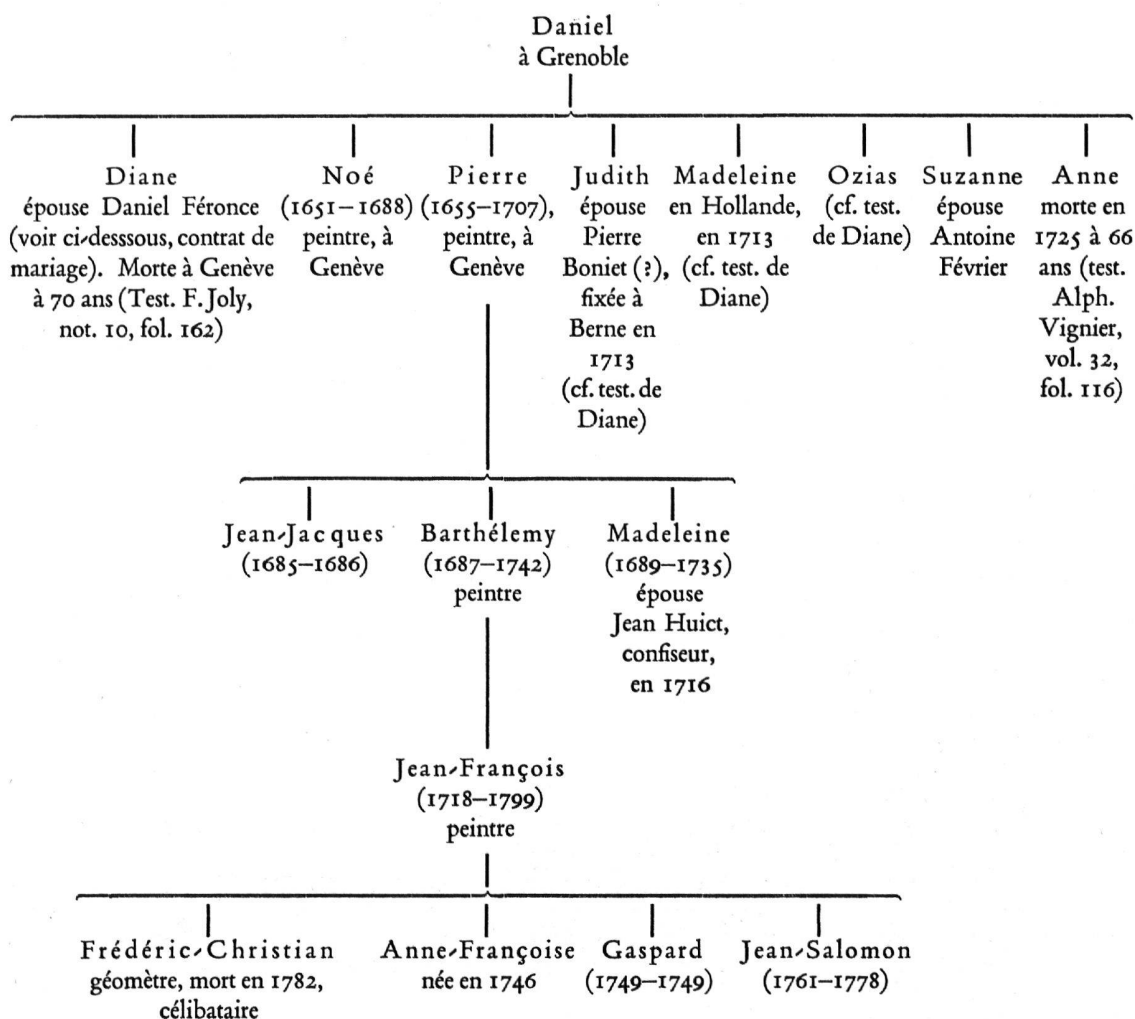 Daniel
à Grenoble
Diane
épouse Daniel Féronce
(voir ci-desssous, contrat de
mariage). Morte à Genève
à 70 ans (Test. F. Joly,
not. 10, fol. 162)
Noé
(1651–1688)
peintre, à
Genève
Pierre
(1655–1707),
peintre, à
Genève
Judith
épouse
Pierre
Boniet (?),
fixée à
Berne en
1713
(cf. test. de
Diane)
Madeleine
en Hollande,
en 1713
(cf. test. de
Diane)
Ozias
(cf. test.
de Diane)
Suzanne
épouse
Antoine
Février
Anne
morte en
1725 à 66
ans (test.
Alph.
Vignier,
vol. 32,
fol. 116)
Jean-Jacques
(1685–1686)
Barthélemy
(1687–1742)
peintre
Madeleine
(1689–1735)
épouse
Jean Huict,
confiseur,
en 1716
Jean-François
(1718–1799)
peintre
Frédéric-Christian
géomètre, mort en 1782,
célibataire
Anne-Françoise
née en 1746
Gaspard
(1749–1749)
Jean-Salomon
(1761–1778)